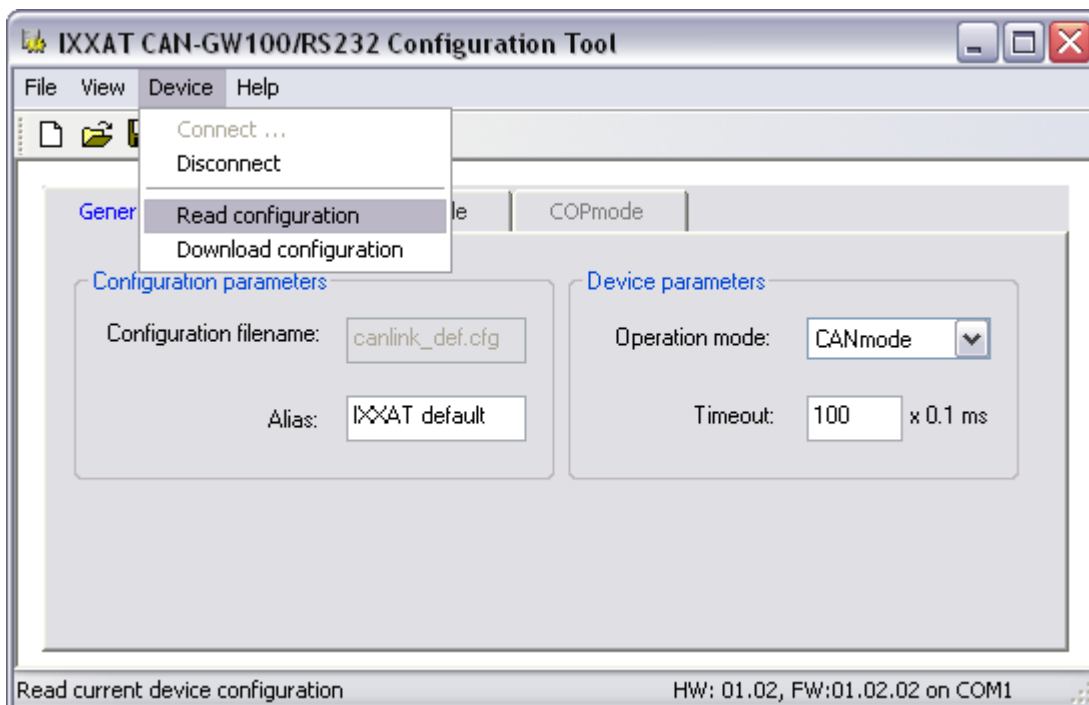 IXXAT CAN-GW100/RS232 Configuration Tool
File View Device Help
Connect ...
Disconnect
Read configuration
Download configuration
COPmode
Configuration parameters
Configuration filename: canlink_def.cfg
Alias: IXXAT default
Device parameters
Operation mode: CANmode
Timeout: 100 x 0.1 ms
Read current device configuration HW: 01.02, FW:01.02.02 on COM1